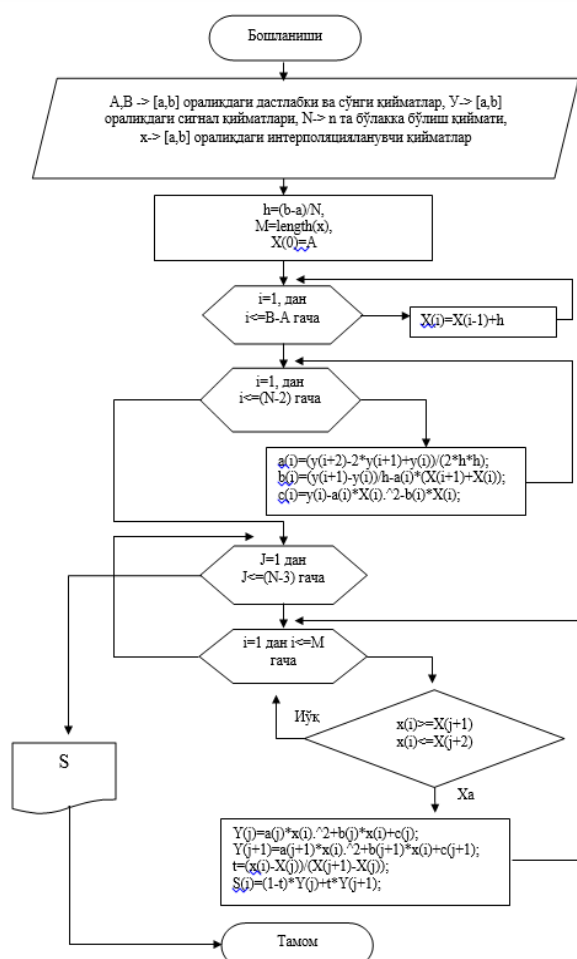 Бошланиши
А,В -> [a,b] оралиқдаги дастлабки ва сўнги қийматлар, У-> [a,b]
оралиқдаги сигнал қийматлари, N-> n та бўлакка бўлиш қиймати,
x-> [a,b] оралиқдаги интерполяцияланувчи қийматлар
h=(b-a)/N,
M=length(x),
X(0)=A
i=1, дан
i<=B-A гача
X(i)=X(i-1)+h
i=1, дан
i<=(N-2) гача
a(i)=(y(i+2)-2*y(i+1)+y(i))/(2*h*h);
b(i)=(y(i+1)-y(i))/h-a(i)*(X(i+1)+X(i));
c(i)=y(i)-a(i)*X(i).^2-b(i)*X(i);
J=1 дан
J<=(N-3) гача
i=1 дан i<=M
гача
Йўқ
x(i)>=X(j+1)
x(i)<=X(j+2)
S
Ха
Y(j)=a(j)*x(i).^2+b(j)*x(i)+c(j);
Y(j+1)=a(j+1)*x(i).^2+b(j+1)*x(i)+c(j+1);
t=(x(i)-X(j))/(X(j+1)-X(j));
S(i)=(1-t)*Y(j)+t*Y(j+1);
Тамом